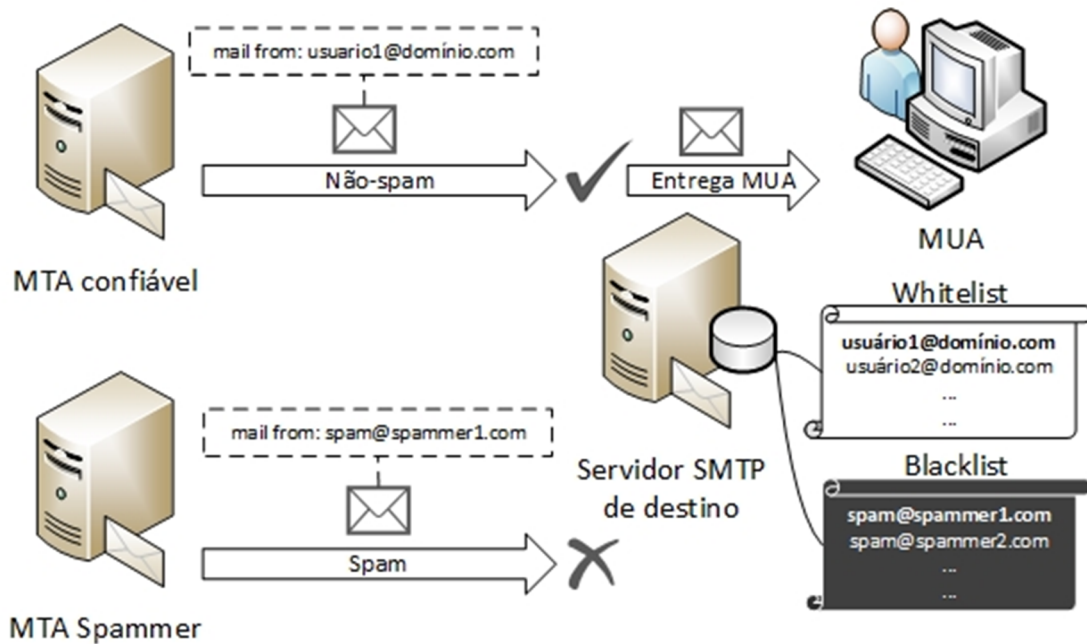 mail from: usuario1@domínio.com
Não-spam
Entrega MUA
MTA confiável
MUA
Whitelist
usuário1@domínio.com
usuário2@domínio.com
...
...
mail from: spam@spammer1.com
Spam
Servidor SMTP
de destino
Blacklist
spam@spammer1.com
spam@spammer2.com
...
...
MTA Spammer